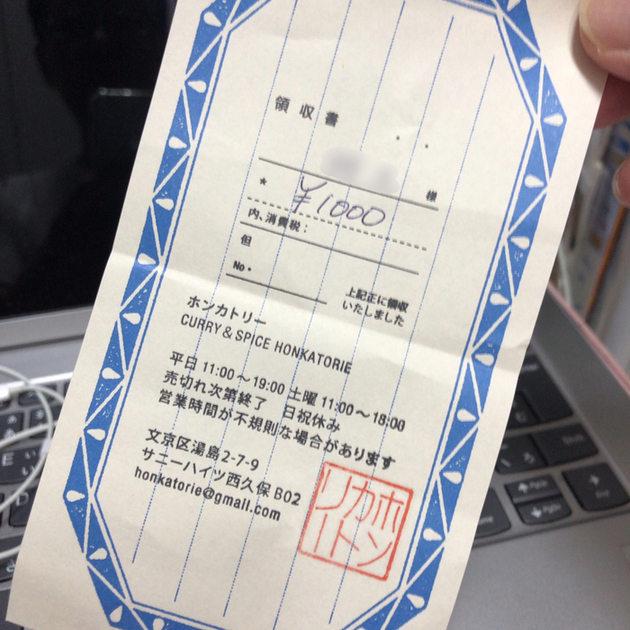 領収書
様
* ¥1000
内、消費税:
但
No.
上記正に領収
いたしました
ホンカトリー
CURRY & SPICE HONKATORIE
平日 11:00〜19:00 土曜 11:00〜18:00
売切れ次第終了 日祝休み
営業時間が不規則な場合があります
文京区湯島2-7-9
サニーハイツ西久保 B02
honkatorie@gmail.com
ホンカトリー